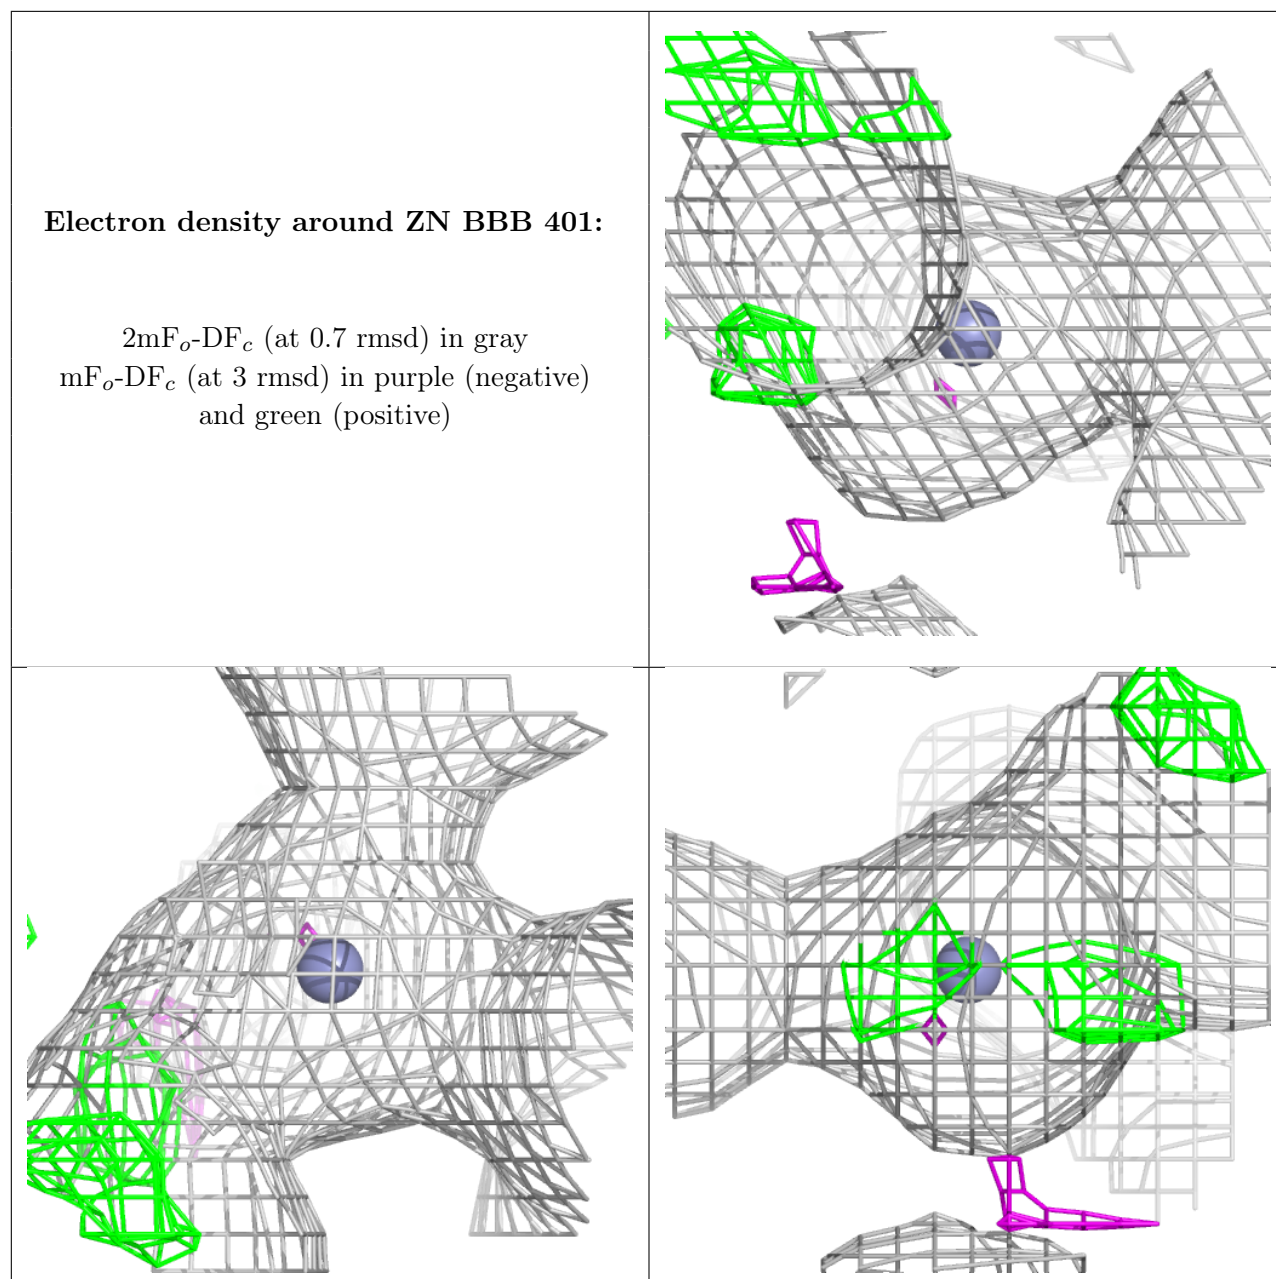 Electron density around ZN BBB 401:
2mFo-DFc (at 0.7 rmsd) in gray
mFo-DFc (at 3 rmsd) in purple (negative)
and green (positive)